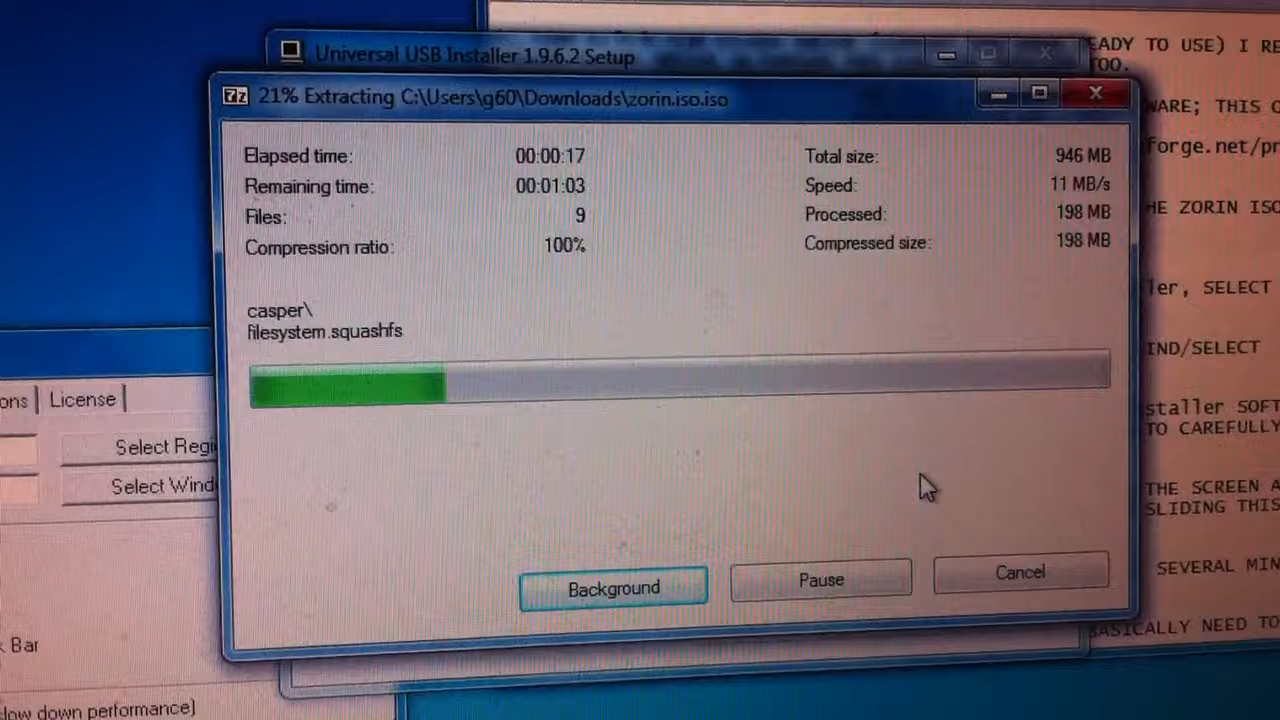 Universal USB Installer 1.9.6.2 Setup
7z 21% Extracting C:\Users\g60\Downloads\zorin.iso.iso
Elapsed time: 00:00:17
Total size: 946 MB
Remaining time: 00:01:03
Speed: 11 MB/s
Files: 9
Processed: 198 MB
Compression ratio: 100%
Compressed size: 198 MB
casper\
filesystem.squashfs
Background
Pause
Cancel
ons
License
Select Regi
Select Wind
Bar
low down performance)
EADY TO USE) I RE
TOO.
WARE; THIS
forge.net/pr
HE ZORIN ISO
ler, SELECT
IND/SELECT
staller SOFT
TO CAREFULLY
THE SCREEN A
SLIDING THIS
SEVERAL MIN
BASICALLY NEED TO